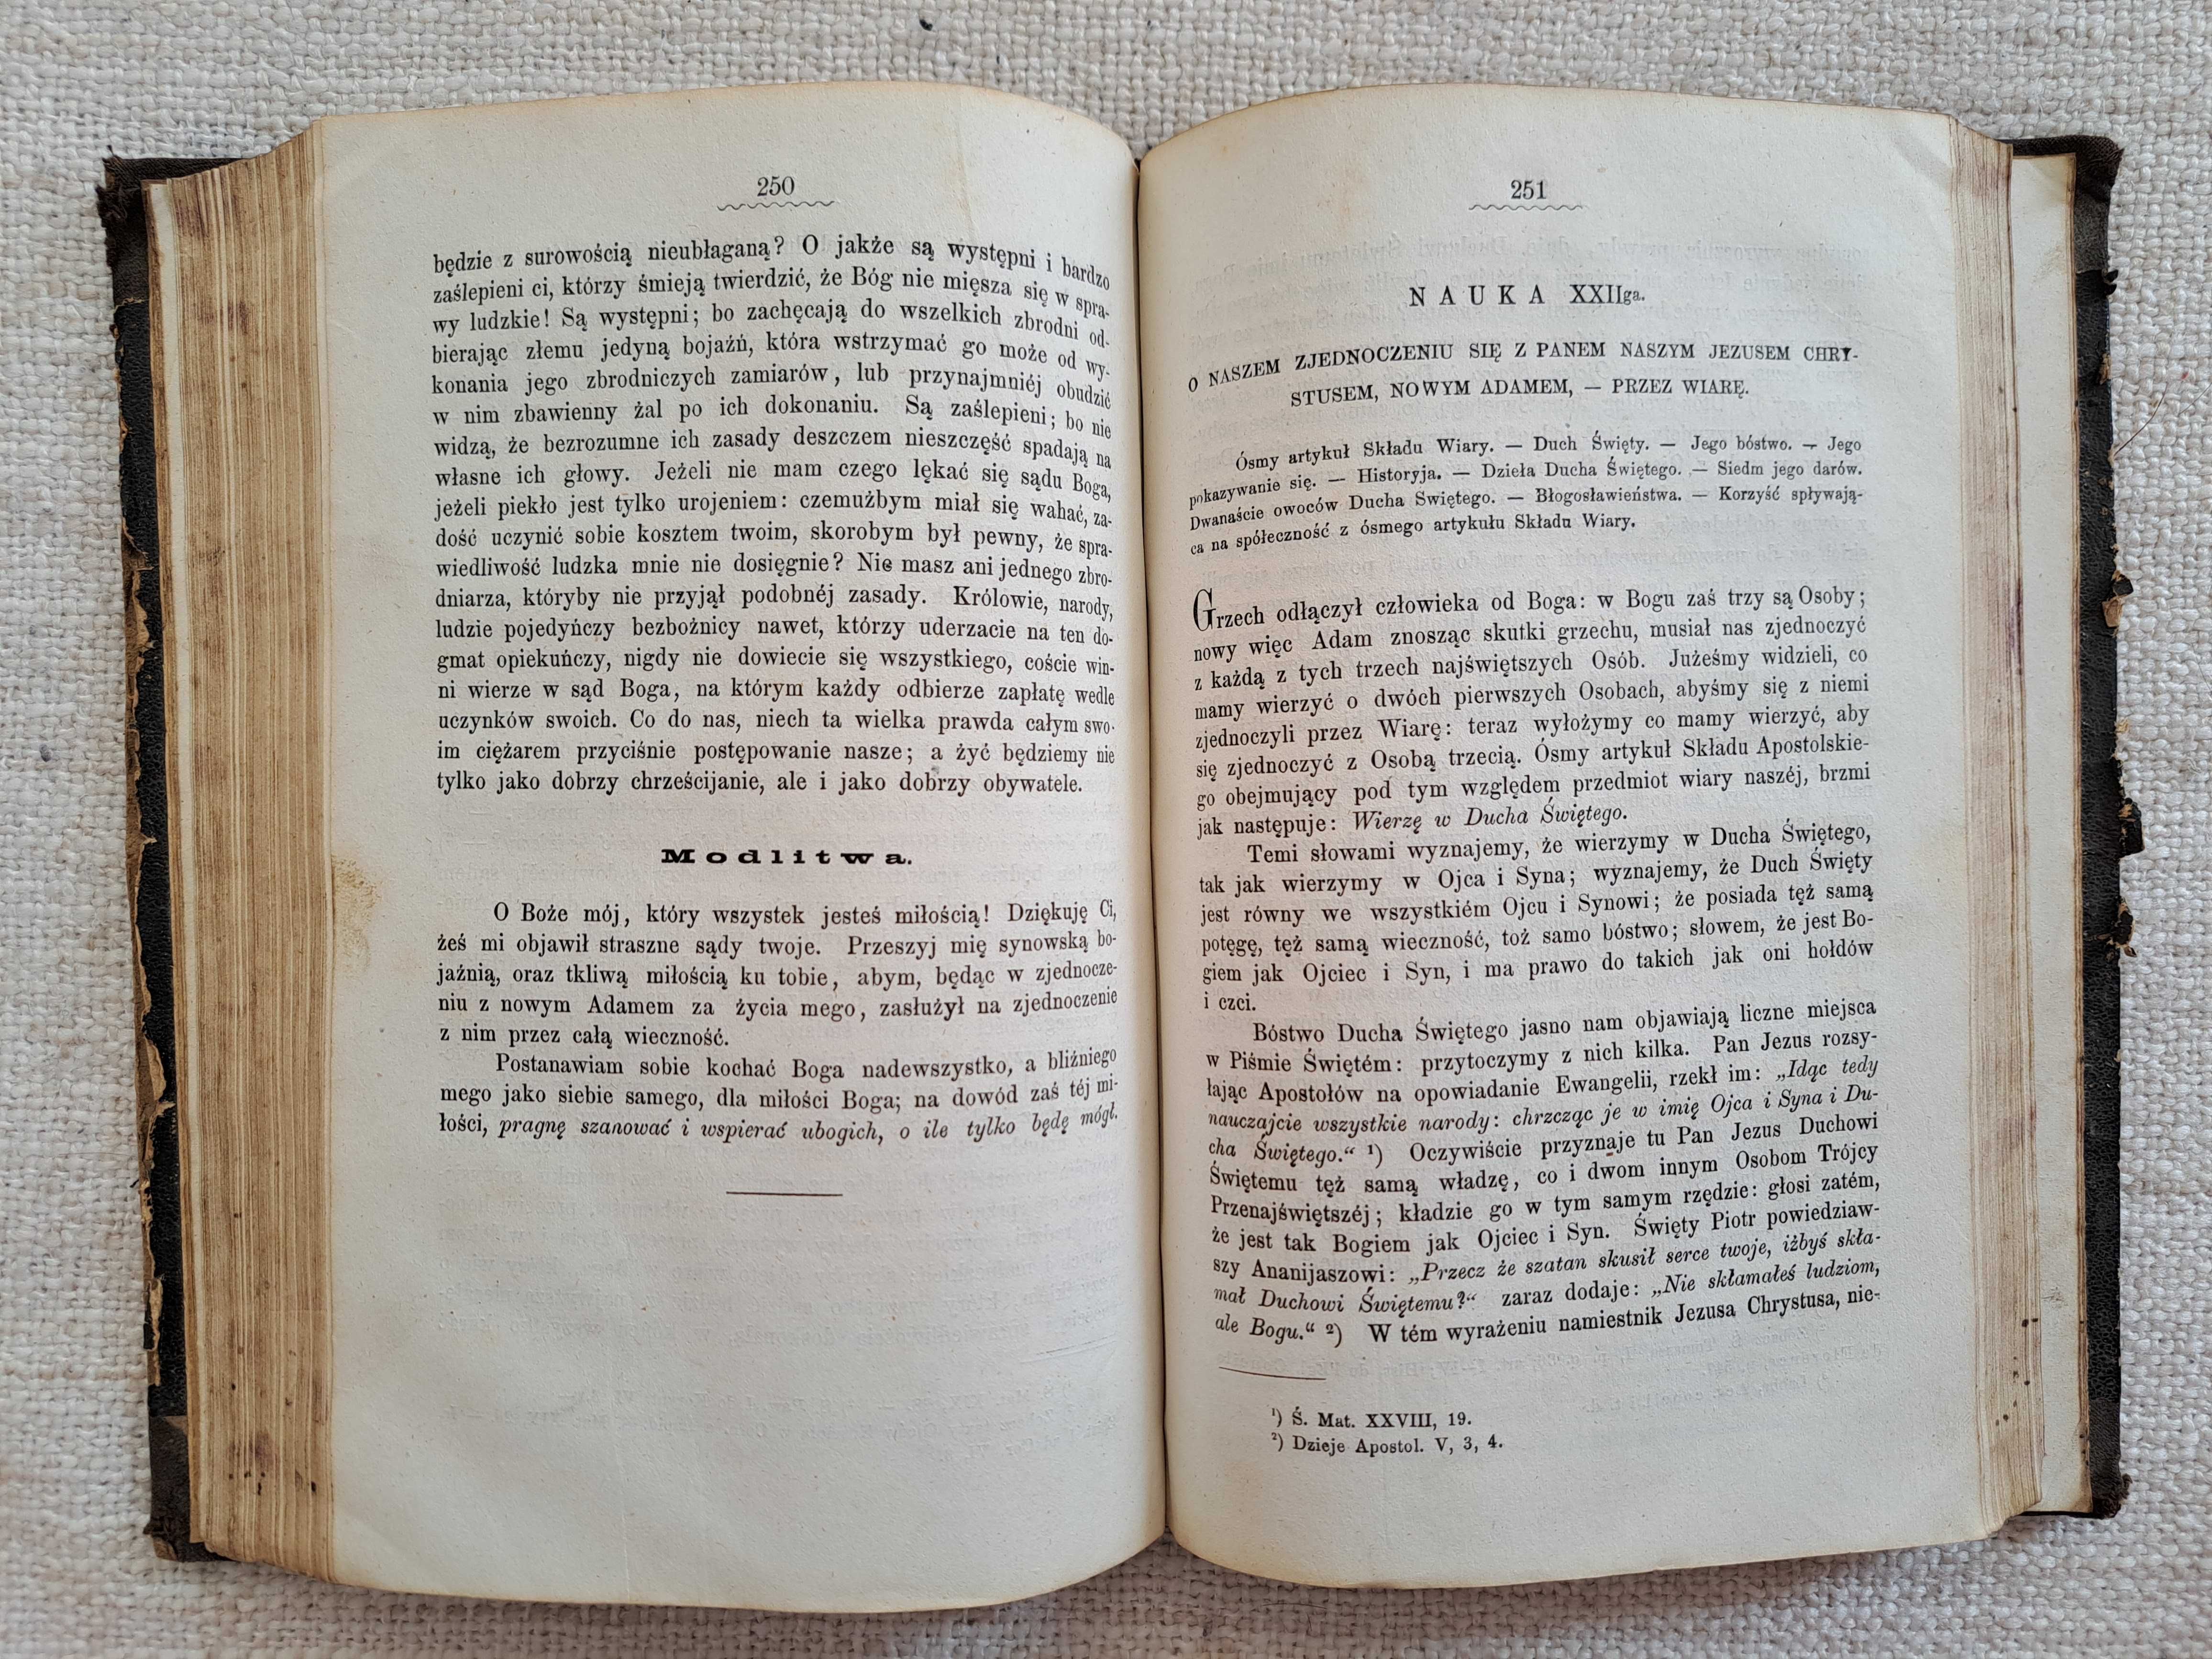 250
będzie z surowością nieubłaganą? O jakże są występni i bardzo
zaślepieni ci, którzy śmieją twierdzić, że Bóg nie mięsza się w spra-
wy ludzkie! Są występni; bo zachęcają do wszelkich zbrodni od-
bierając złemu jedyną bojaźń, która wstrzymać go może od wy-
konania jego zbrodniczych zamiarów, lub przynajmniéj obudzić
w nim zbawienny żal po ich dokonaniu. Są zaślepieni; bo nie
widzą, że bezrozumne ich zasady deszczem nieszczęść spadają na
własne ich głowy. Jeżeli nie mam czego lękać się sądu Boga,
jeżeli piekło jest tylko urojeniem: czemużbym miał się wahać, za-
dość uczynić sobie kosztem twoim, skorobym był pewny, że spra-
wiedliwość ludzka mnie nie dosięgnie? Nie masz ani jednego zbro-
dniarza, któryby nie przyjął podobnéj zasady. Królowie, narody,
ludzie pojedyńczy bezbożnicy nawet, którzy uderzacie na ten do-
gmat opiekuńczy, nigdy nie dowiecie się wszystkiego, coście win-
ni wierze w sąd Boga, na którym każdy odbierze zapłatę wedle
uczynków swoich. Co do nas, niech ta wielka prawda całym swo-
im ciężarem przyciśnie postępowanie nasze; a żyć będziemy nie
tylko jako dobrzy chrześcijanie, ale i jako dobrzy obywatele.
Modlitwa.
O Boże mój, który wszystek jesteś miłością! Dziękuję Ci,
żeś mi objawił straszne sądy twoje. Przeszyj mię synowską bo-
jaźnią, oraz tkliwą miłością ku tobie, abym, będąc w zjednocze-
niu z nowym Adamem za życia mego, zasłużył na zjednoczenie
z nim przez całą wieczność.
Postanawiam sobie kochać Boga nadewszystko, a bliźniego
mego jako siebie samego, dla miłości Boga; na dowód zaś téj mi-
łości, pragnę szanować i wspierać ubogich, o ile tylko będę mógł.
251
NAUKA XXIIga.
O NASZEM ZJEDNOCZENIU SIĘ Z PANEM NASZYM JEZUSEM CHRY-
STUSEM, NOWYM ADAMEM, — PRZEZ WIARĘ.
Ósmy artykuł Składu Wiary. — Duch Święty. — Jego bóstwo. — Jego
pokazywanie się. — Historyja. — Dzieła Ducha Świętego. — Siedm jego darów.
Dwanaście owoców Ducha Swiętego. — Błogosławieństwa. — Korzyść spływają-
ca na spółeczność z ósmego artykułu Składu Wiary.
Grzech odłączył człowieka od Boga: w Bogu zaś trzy są Osoby;
nowy więc Adam znosząc skutki grzechu, musiał nas zjednoczyć
z każdą z tych trzech najświętszych Osób. Jużeśmy widzieli, co
mamy wierzyć o dwóch pierwszych Osobach, abyśmy się z niemi
zjednoczyli przez Wiarę: teraz wyłożymy co mamy wierzyć, aby
się zjednoczyć z Osobą trzecią. Ósmy artykuł Składu Apostolskie-
go obejmujący pod tym względem przedmiot wiary naszéj, brzmi
jak następuje: Wierzę w Ducha Świętego.
Temi słowami wyznajemy, że wierzymy w Ducha Świętego,
tak jak wierzymy w Ojca i Syna; wyznajemy, że Duch Święty
jest równy we wszystkiém Ojcu i Synowi; że posiada też samą
potęgę, też samą wieczność, toż samo bóstwo; słowem, że jest Bo-
giem jak Ojciec i Syn, i ma prawo do takich jak oni hołdów
i czci.
Bóstwo Ducha Świętego jasno nam objawiają liczne miejsca
w Piśmie Świętém: przytoczymy z nich kilka. Pan Jezus rozsy-
łając Apostołów na opowiadanie Ewangelii, rzekł im: „Idąc tedy
nauczajcie wszystkie narody: chrzcząc je w imię Ojca i Syna i Du-
cha Świętego.“ ¹) Oczywiście przyznaje tu Pan Jezus Duchowi
Świętemu też samą władzę, co i dwom innym Osobom Trójcy
Przenajświętszéj; kładzie go w tym samym rzędzie: głosi zatém,
że jest tak Bogiem jak Ojciec i Syn. Święty Piotr powiedziaw-
szy Ananijaszowi: „Przecz że szatan skusił serce twoje, iżbyś skła-
mał Duchowi Świętemu?“ zaraz dodaje: „Nie skłamałeś ludziom,
ale Bogu.“ ²) W tém wyrażeniu namiestnik Jezusa Chrystusa, nie-
¹) Ś. Mat. XXVIII, 19.
²) Dzieje Apostol. V, 3, 4.